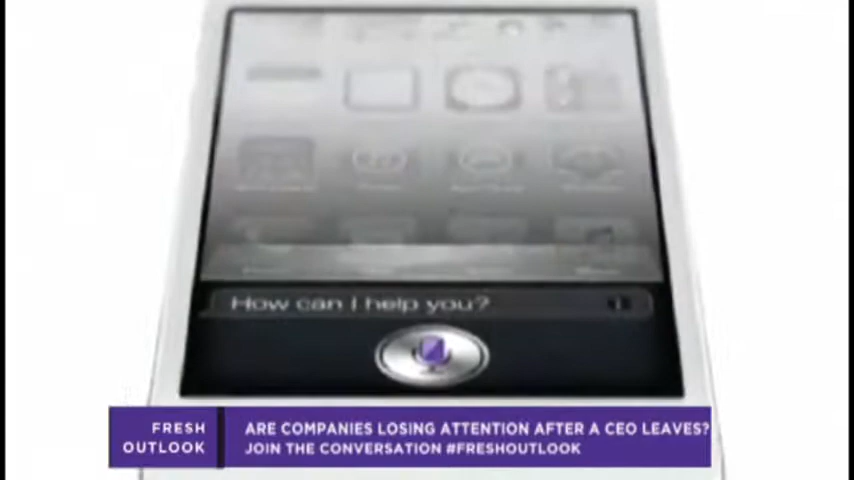 How can I help you?
FRESH
OUTLOOK
ARE COMPANIES LOSING ATTENTION AFTER A CEO LEAVES?
JOIN THE CONVERSATION #FRESHOUTLOOK